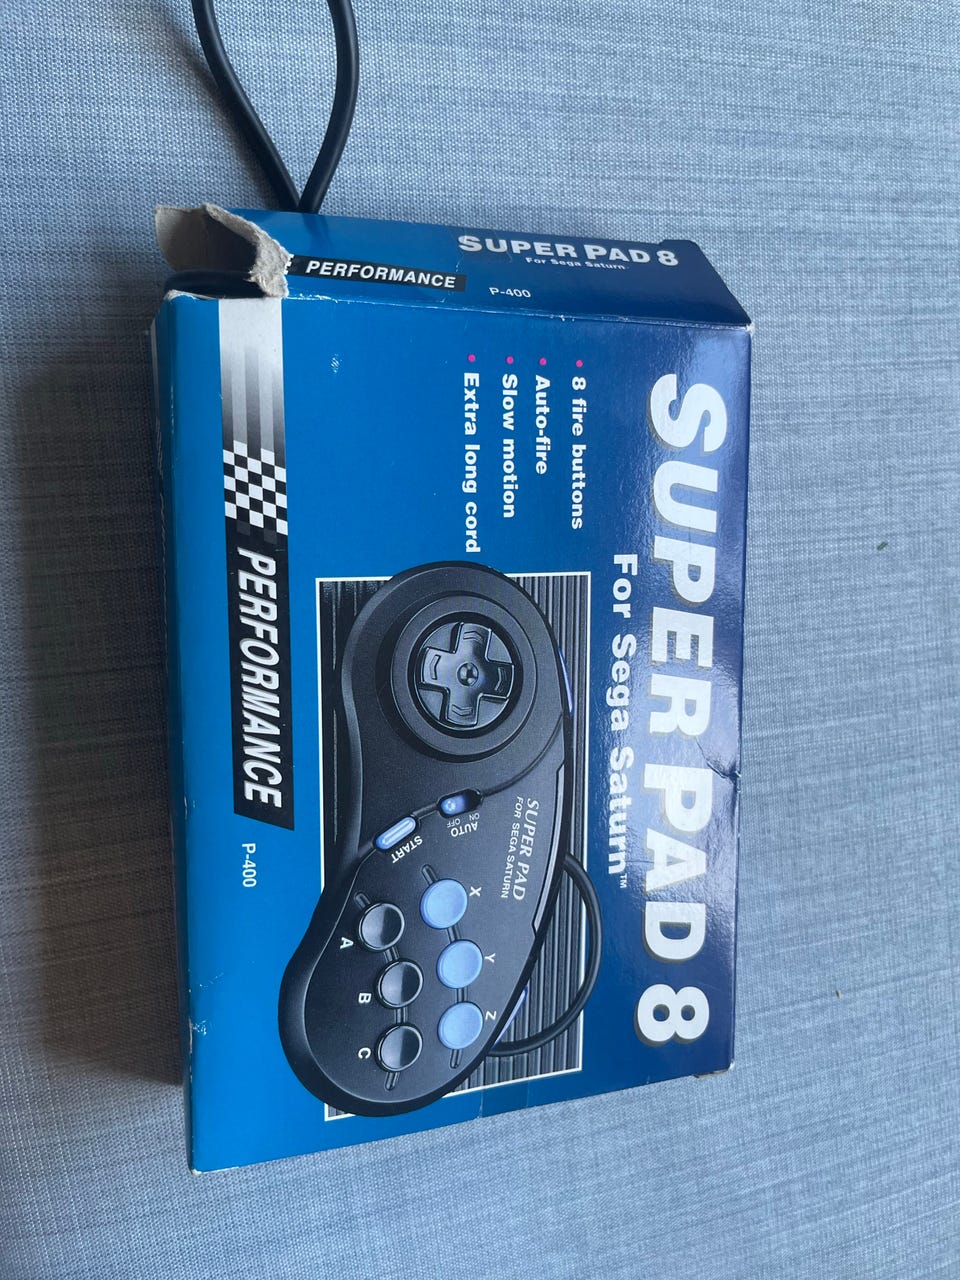 SUPER PAD 8
For Sega Saturn™
• 8 fire buttons
• Auto-fire
• Slow motion
• Extra long cord
SUPER PAD
FOR SEGA SATURN
AUTO
ON OFF
START
X
Y
Z
A
B
C
PERFORMANCE
P-400
SUPER PAD 8
For Sega Saturn™
PERFORMANCE
P-400